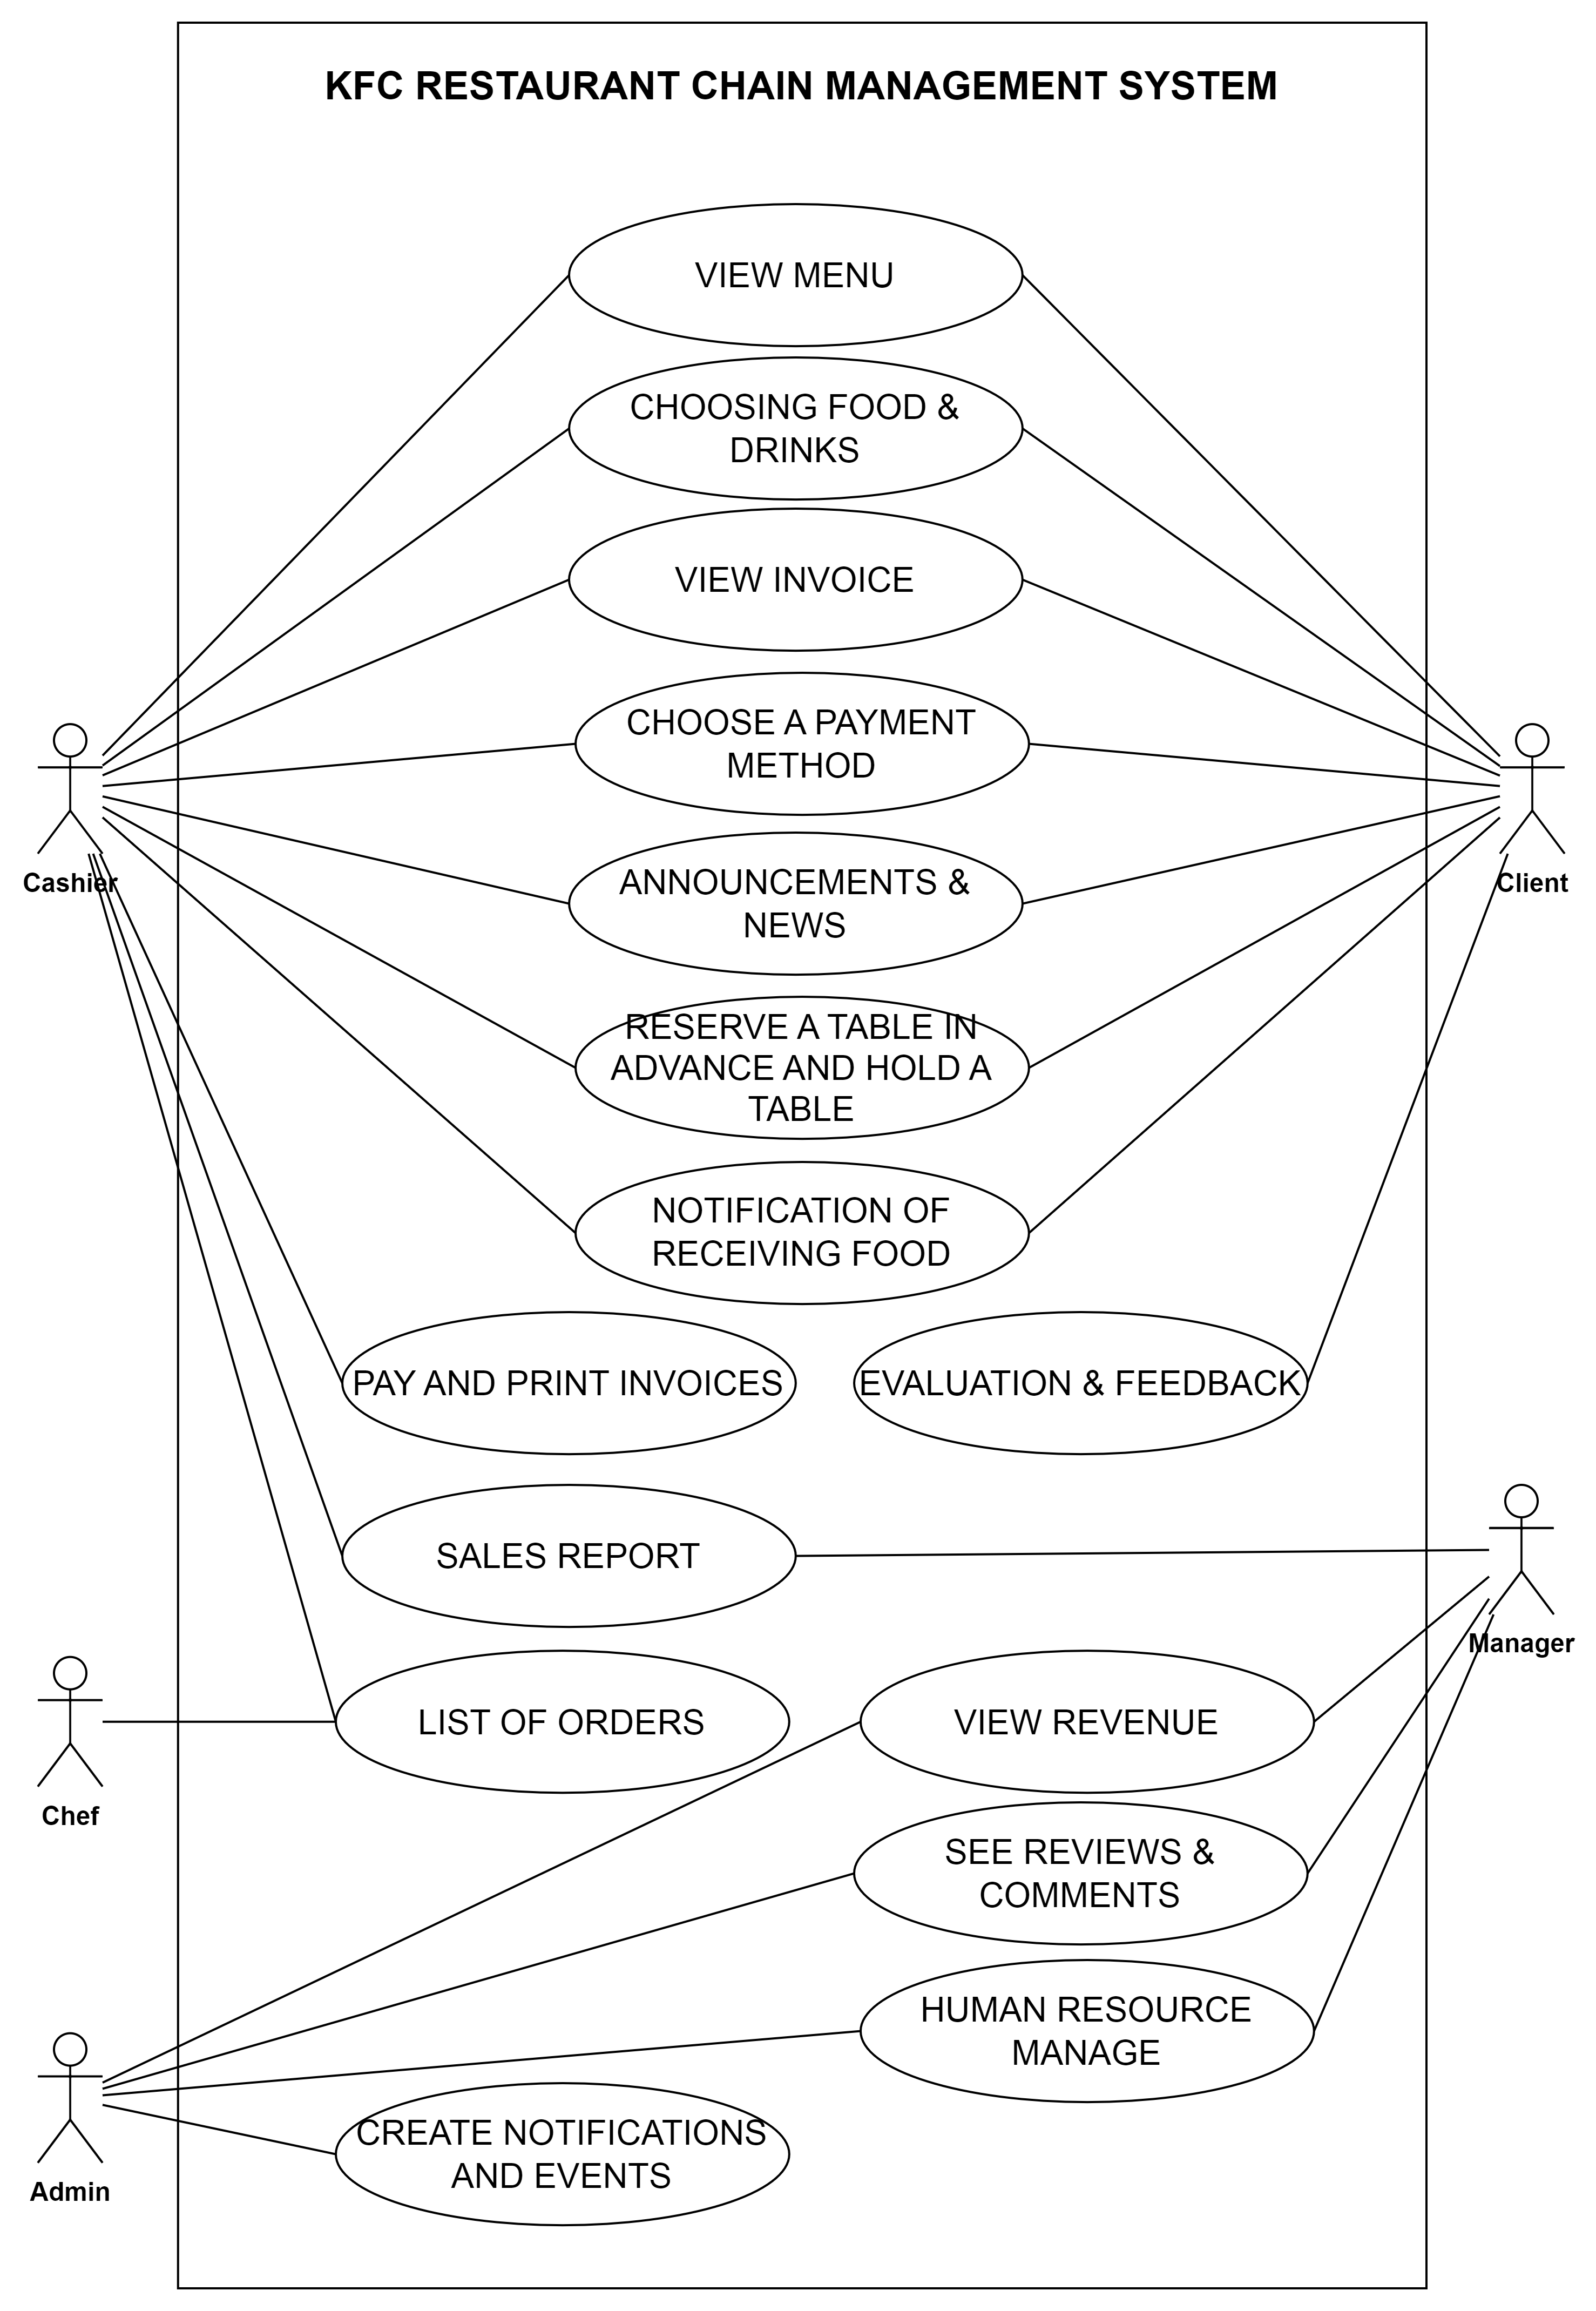 KFC RESTAURANT CHAIN MANAGEMENT SYSTEM
VIEW MENU
CHOOSING FOOD &
DRINKS
VIEW INVOICE
CHOOSE A PAYMENT
METHOD
Cashier
Client
ANNOUNCEMENTS &
NEWS
RESERVE A TABLE IN
ADVANCE AND HOLD A
TABLE
NOTIFICATION OF
RECEIVING FOOD
PAY AND PRINT INVOICES
EVALUATION & FEEDBACK
SALES REPORT
Manager
LIST OF ORDERS
VIEW REVENUE
Chef
SEE REVIEWS &
COMMENTS
HUMAN RESOURCE
MANAGE
CREATE NOTIFICATIONS
AND EVENTS
Admin